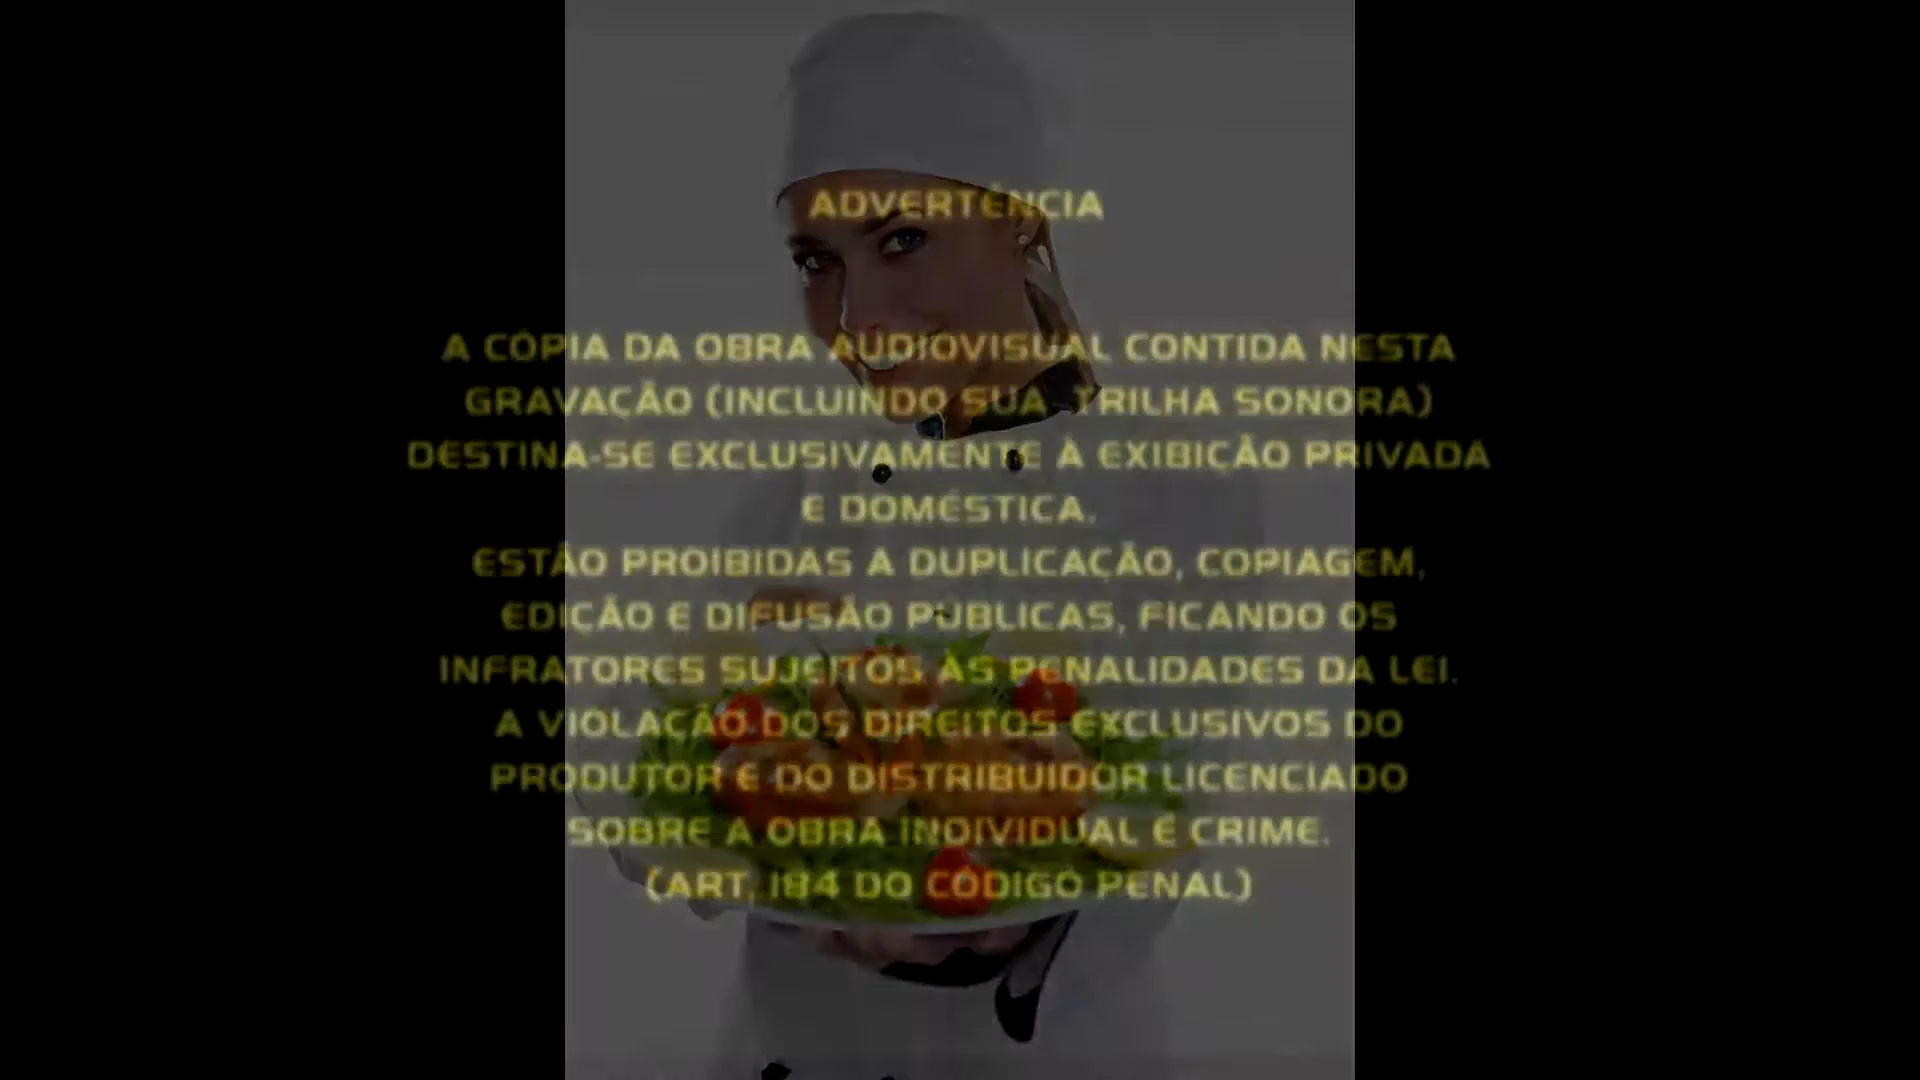 ADVERTÊNCIA
A CÓPIA DA OBRA AUDIOVISUAL CONTIDA NESTA
GRAVAÇÃO (INCLUINDO SUA TRILHA SONORA)
DESTINA-SE EXCLUSIVAMENTE À EXIBIÇÃO PRIVADA
E DOMÉSTICA.
ESTÃO PROIBIDAS A DUPLICAÇÃO, COPIAGEM,
EDIÇÃO E DIFUSÃO PÚBLICAS, FICANDO OS
INFRATORES SUJEITOS ÀS PENALIDADES DA LEI.
A VIOLAÇÃO DOS DIREITOS EXCLUSIVOS DO
PRODUTOR E DO DISTRIBUIDOR LICENCIADO
SOBRE A OBRA INDIVIDUAL É CRIME.
(ART. 184 DO CÓDIGO PENAL)